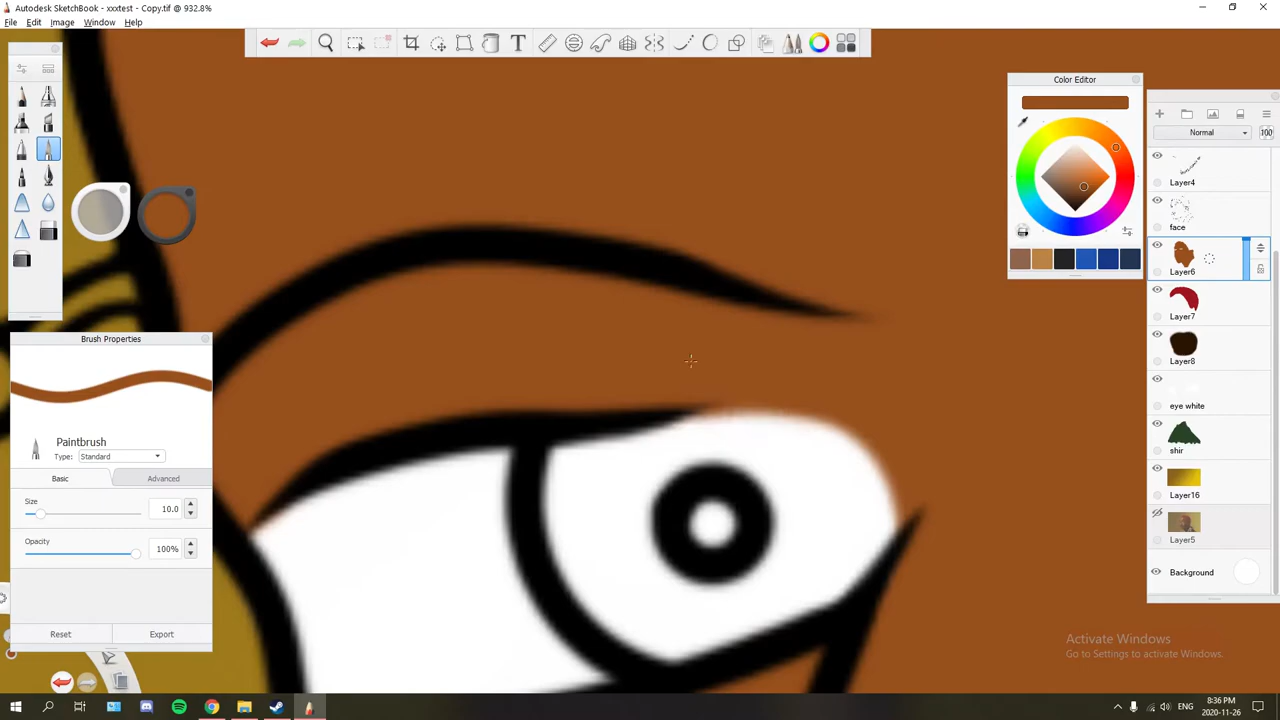 Autodesk SketchBook - xxxtest - Copy.tif @ 932.8%
File Edit Image Window Help
Color Editor
Normal
100
Layer4
face
Layer6
Layer7
Layer8
eye white
shir
Layer16
Layer5
Background
Brush Properties
Paintbrush
Type: Standard
Basic Advanced
Size
10.0
Opacity
100%
Reset Export
Activate Windows
Go to Settings to activate Windows.
ENG
8:36 PM
2020-11-26